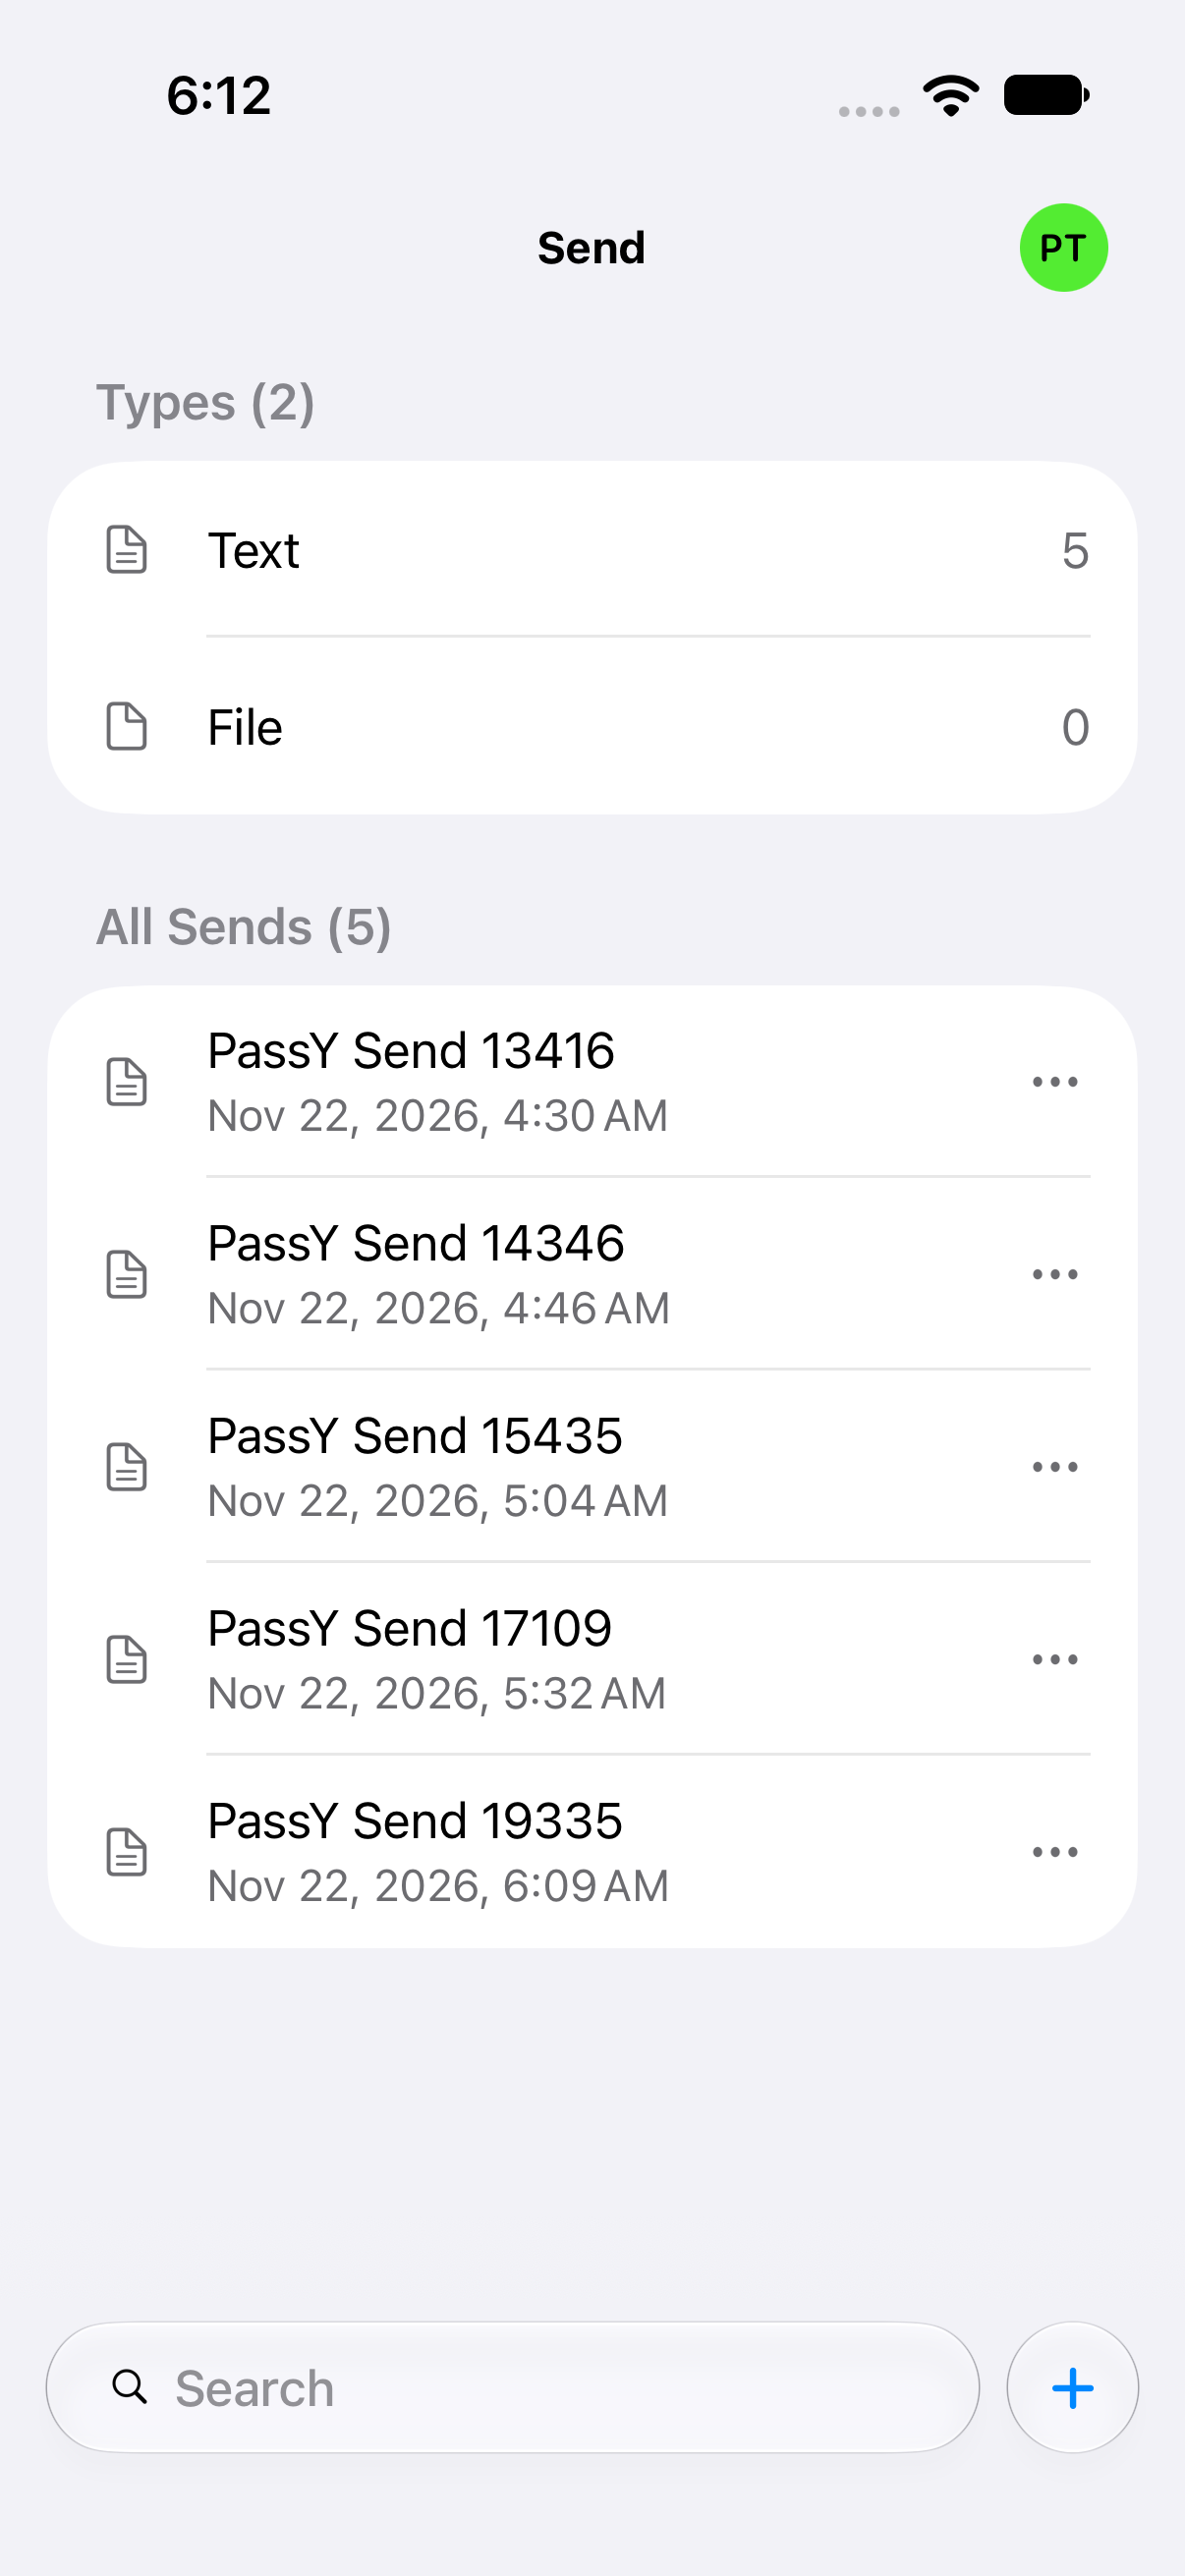 6:12
Send
PT
Types (2)
Text 5
File 0
All Sends (5)
PassY Send 13416
Nov 22, 2026, 4:30 AM
PassY Send 14346
Nov 22, 2026, 4:46 AM
PassY Send 15435
Nov 22, 2026, 5:04 AM
PassY Send 17109
Nov 22, 2026, 5:32 AM
PassY Send 19335
Nov 22, 2026, 6:09 AM
Search